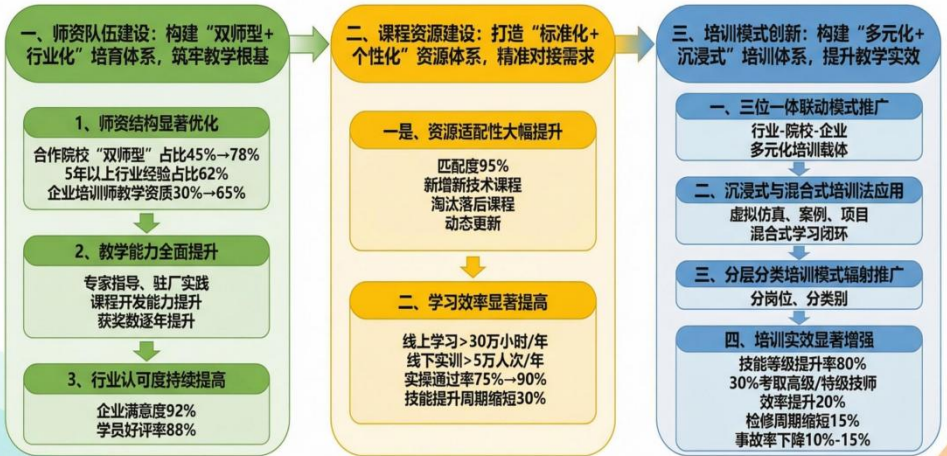 一、师资队伍建设：构建“双师型+
行业化”培育体系，筑牢教学根基
1、师资结构显著优化
合作院校“双师型”占比45%→78%
5年以上行业经验占比62%
企业培训师教学资质30%→65%
2、教学能力全面提升
专家指导、驻厂实践
课程开发能力提升
获奖数逐年提升
3、行业认可度持续提高
企业满意度92%
学员好评率88%
二、课程资源建设：打造“标准化+
个性化”资源体系，精准对接需求
一是、资源适配性大幅提升
匹配度95%
新增新技术课程
淘汰落后课程
动态更新
二、学习效率显著提高
线上学习>30万小时/年
线下实训>5万人次/年
实操通过率75%→90%
技能提升周期缩短30%
三、培训模式创新：构建“多元化+
沉浸式”培训体系，提升教学实效
一、三位一体联动模式推广
行业-院校-企业
多元化培训载体
二、沉浸式与混合式培训法应用
虚拟仿真、案例、项目
混合式学习闭环
三、分层分类培训模式辐射推广
分岗位、分类别
四、培训实效显著增强
技能等级提升率80%
30%考取高级/特级技师
效率提升20%
检修周期缩短15%
事故率下降10%-15%